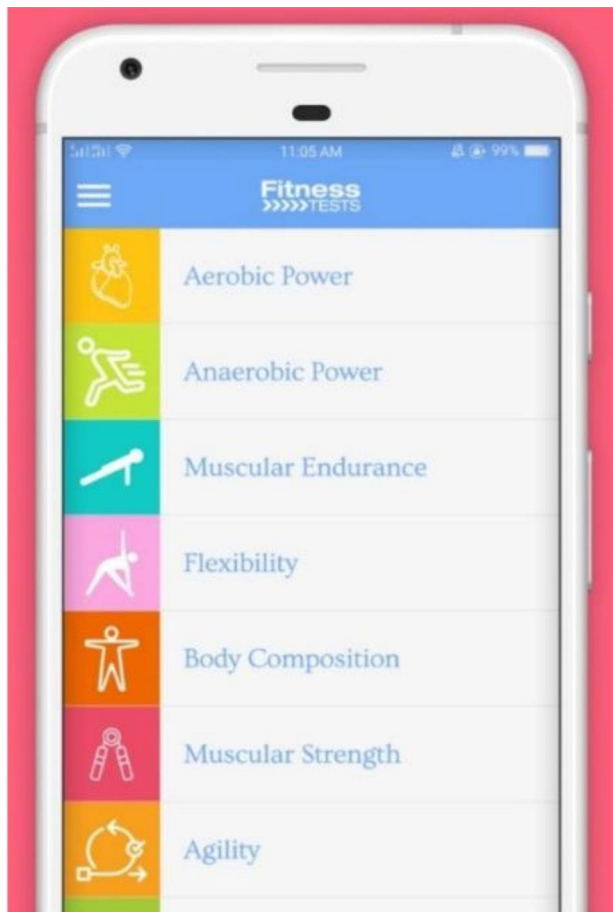 11:05 AM
99%
Fitness
>>>>>TESTS
Aerobic Power
Anaerobic Power
Muscular Endurance
Flexibility
Body Composition
Muscular Strength
Agility